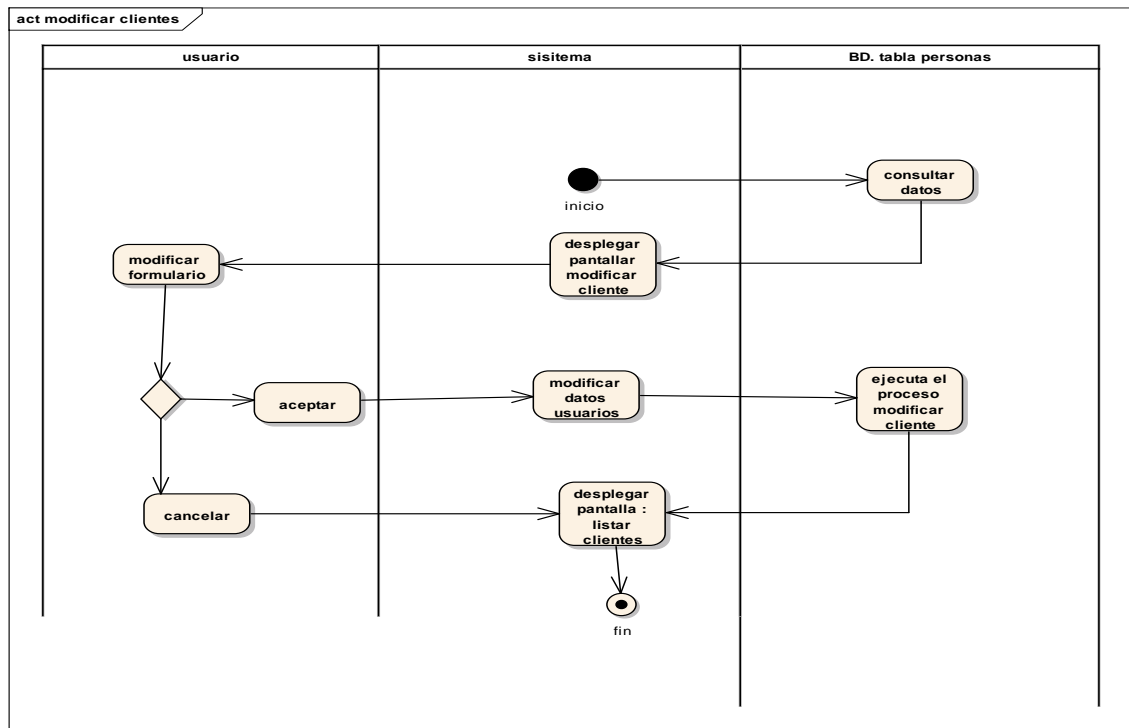 act modificar clientes
usuario
sisitema
BD. tabla personas
consultar
datos
inicio
desplegar
pantallar
modificar
cliente
modificar
formulario
aceptar
modificar
datos
usuarios
ejecuta el
proceso
modificar
cliente
cancelar
desplegar
pantalla :
listar
clientes
fin